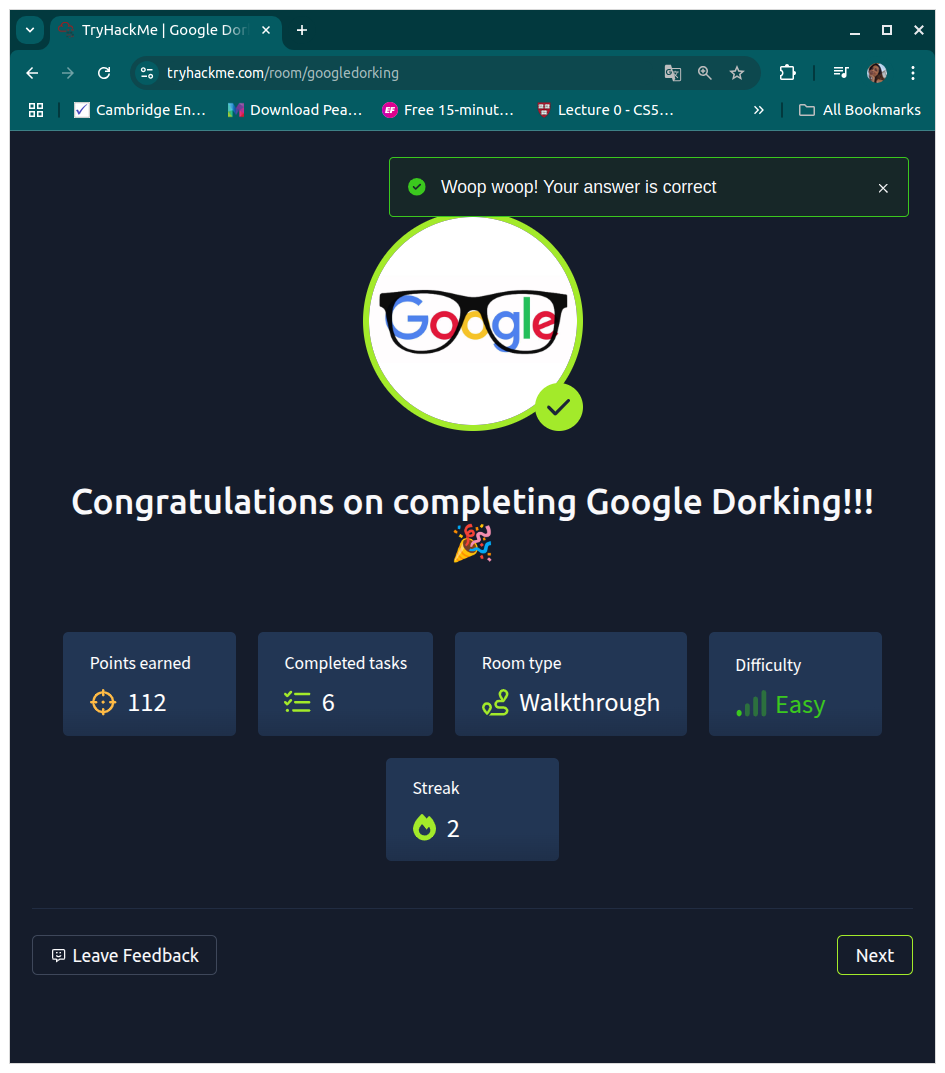 TryHackMe | Google Dor
tryhackme.com/room/googledorking
Cambridge En… Download Pea… Free 15-minut… Lecture 0 - CS5… » All Bookmarks
Woop woop! Your answer is correct
Google
Congratulations on completing Google Dorking!!!
🎉
Points earned Completed tasks Room type Difficulty
112 6 Walkthrough Easy
Streak
2
Leave Feedback Next